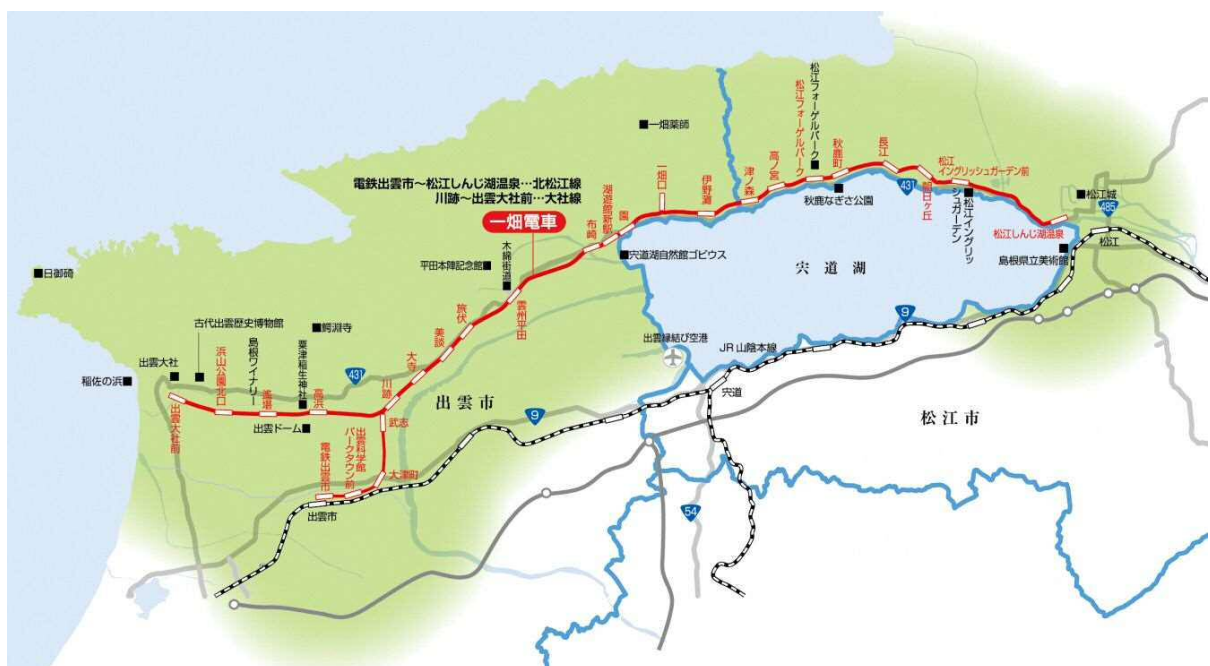 一畑薬師
松江フォーゲルパーク
松江フォーゲルパーク
秋鹿町
長江
松江
イングリッシュガーデン前
電鉄出雲市～松江しんじ湖温泉…北松江線
川跡～出雲大社前…大社線
一畑電車
布崎
湖遊館新駅
園
一畑口
伊野灘
津ノ森
高ノ宮
秋鹿なぎさ公園
431
朝日ヶ丘
松江イングリッ
シュガーデン
松江城
485
松江しんじ湖温泉
松江
島根県立美術館
宍道湖自然館ゴビウス
宍道湖
木綿街道
平田本陣記念館
雲州平田
旅伏
美談
大寺
川跡
日御碕
古代出雲歴史博物館
鰐淵寺
出雲大社
稲佐の浜
浜山公園北口
島根ワイナリー
遙堪
粟津稲生神社
高浜
431
出雲大社前
出雲ドーム
武志
出雲市
9
出雲縁結び空港
JR山陰本線
9
宍道
松江市
電鉄出雲市
出雲科学館
パークタウン前
大津町
出雲市
54